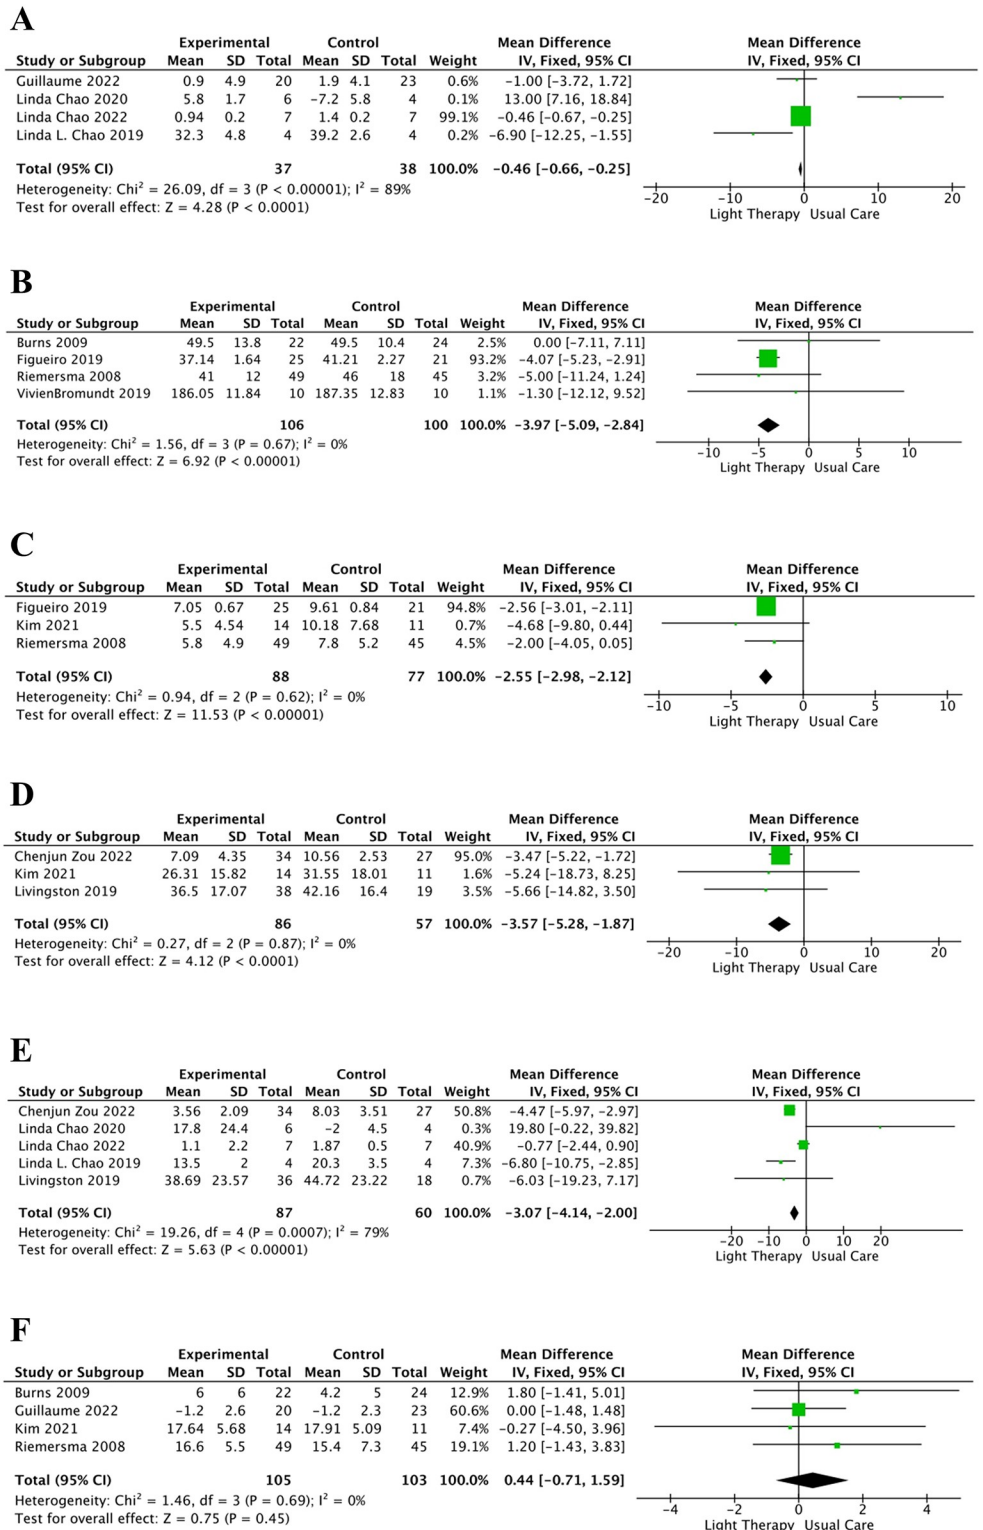 A
Experimental Control Mean Difference Mean Difference
Study or Subgroup Mean SD Total Mean SD Total Weight IV, Fixed, 95% CI IV, Fixed, 95% CI
Guillaume 2022 0.9 4.9 20 1.9 4.1 23 0.6% −1.00 [−3.72, 1.72]
Linda Chao 2020 5.8 1.7 6 −7.2 5.8 4 0.1% 13.00 [7.16, 18.84]
Linda Chao 2022 0.94 0.2 7 1.4 0.2 7 99.1% −0.46 [−0.67, −0.25]
Linda L. Chao 2019 32.3 4.8 4 39.2 2.6 4 0.2% −6.90 [−12.25, −1.55]
Total (95% CI) 37 38 100.0% −0.46 [−0.66, −0.25]
Heterogeneity: Chi² = 26.09, df = 3 (P < 0.00001); I² = 89%
Test for overall effect: Z = 4.28 (P < 0.0001)
−20 −10 0 10 20
Light Therapy Usual Care
B
Experimental Control Mean Difference Mean Difference
Study or Subgroup Mean SD Total Mean SD Total Weight IV, Fixed, 95% CI IV, Fixed, 95% CI
Burns 2009 49.5 13.8 22 49.5 10.4 24 2.5% 0.00 [−7.11, 7.11]
Figueiro 2019 37.14 1.64 25 41.21 2.27 21 93.2% −4.07 [−5.23, −2.91]
Riemersma 2008 41 12 49 46 18 45 3.2% −5.00 [−11.24, 1.24]
VivienBromundt 2019 186.05 11.84 10 187.35 12.83 10 1.1% −1.30 [−12.12, 9.52]
Total (95% CI) 106 100 100.0% −3.97 [−5.09, −2.84]
Heterogeneity: Chi² = 1.56, df = 3 (P = 0.67); I² = 0%
Test for overall effect: Z = 6.92 (P < 0.00001)
−10 −5 0 5 10
Light Therapy Usual Care
C
Experimental Control Mean Difference Mean Difference
Study or Subgroup Mean SD Total Mean SD Total Weight IV, Fixed, 95% CI IV, Fixed, 95% CI
Figueiro 2019 7.05 0.67 25 9.61 0.84 21 94.8% −2.56 [−3.01, −2.11]
Kim 2021 5.5 4.54 14 10.18 7.68 11 0.7% −4.68 [−9.80, 0.44]
Riemersma 2008 5.8 4.9 49 7.8 5.2 45 4.5% −2.00 [−4.05, 0.05]
Total (95% CI) 88 77 100.0% −2.55 [−2.98, −2.12]
Heterogeneity: Chi² = 0.94, df = 2 (P = 0.62); I² = 0%
Test for overall effect: Z = 11.53 (P < 0.00001)
−10 −5 0 5 10
Light Therapy Usual Care
D
Experimental Control Mean Difference Mean Difference
Study or Subgroup Mean SD Total Mean SD Total Weight IV, Fixed, 95% CI IV, Fixed, 95% CI
Chenjun Zou 2022 7.09 4.35 34 10.56 2.53 27 95.0% −3.47 [−5.22, −1.72]
Kim 2021 26.31 15.82 14 31.55 18.01 11 1.6% −5.24 [−18.73, 8.25]
Livingston 2019 36.5 17.07 38 42.16 16.4 19 3.5% −5.66 [−14.82, 3.50]
Total (95% CI) 86 57 100.0% −3.57 [−5.28, −1.87]
Heterogeneity: Chi² = 0.27, df = 2 (P = 0.87); I² = 0%
Test for overall effect: Z = 4.12 (P < 0.0001)
−20 −10 0 10 20
Light Therapy Usual Care
E
Experimental Control Mean Difference Mean Difference
Study or Subgroup Mean SD Total Mean SD Total Weight IV, Fixed, 95% CI IV, Fixed, 95% CI
Chenjun Zou 2022 3.56 2.09 34 8.03 3.51 27 50.8% −4.47 [−5.97, −2.97]
Linda Chao 2020 17.8 24.4 6 −2 4.5 4 0.3% 19.80 [−0.22, 39.82]
Linda Chao 2022 1.1 2.2 7 1.87 0.5 7 40.9% −0.77 [−2.44, 0.90]
Linda L. Chao 2019 13.5 2 4 20.3 3.5 4 7.3% −6.80 [−10.75, −2.85]
Livingston 2019 38.69 23.57 36 44.72 23.22 18 0.7% −6.03 [−19.23, 7.17]
Total (95% CI) 87 60 100.0% −3.07 [−4.14, −2.00]
Heterogeneity: Chi² = 19.26, df = 4 (P = 0.0007); I² = 79%
Test for overall effect: Z = 5.63 (P < 0.00001)
−20 −10 0 10 20
Light Therapy Usual Care
F
Experimental Control Mean Difference Mean Difference
Study or Subgroup Mean SD Total Mean SD Total Weight IV, Fixed, 95% CI IV, Fixed, 95% CI
Burns 2009 6 6 22 4.2 5 24 12.9% 1.80 [−1.41, 5.01]
Guillaume 2022 −1.2 2.6 20 −1.2 2.3 23 60.6% 0.00 [−1.48, 1.48]
Kim 2021 17.64 5.68 14 17.91 5.09 11 7.4% −0.27 [−4.50, 3.96]
Riemersma 2008 16.6 5.5 49 15.4 7.3 45 19.1% 1.20 [−1.43, 3.83]
Total (95% CI) 105 103 100.0% 0.44 [−0.71, 1.59]
Heterogeneity: Chi² = 1.46, df = 3 (P = 0.69); I² = 0%
Test for overall effect: Z = 0.75 (P = 0.45)
−4 −2 0 2 4
Light Therapy Usual Care